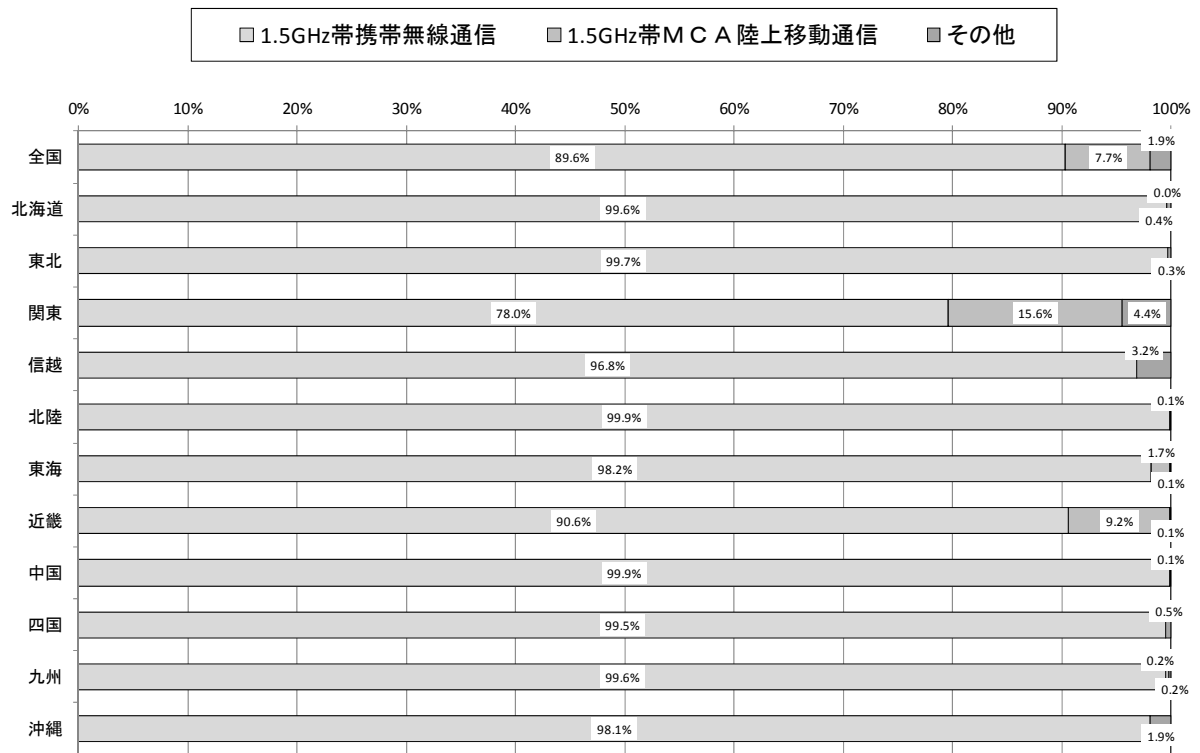 1.5GHz帯携帯無線通信 1.5GHz帯MCA陸上移動通信 その他
0% 10% 20% 30% 40% 50% 60% 70% 80% 90% 100%
全国 89.6% 7.7% 1.9%
北海道 99.6% 0.0% 0.4%
東北 99.7% 0.3%
関東 78.0% 15.6% 4.4%
信越 96.8% 3.2%
北陸 99.9% 0.1%
東海 98.2% 1.7% 0.1%
近畿 90.6% 9.2% 0.1%
中国 99.9% 0.1%
四国 99.5% 0.5%
九州 99.6% 0.2% 0.2%
沖縄 98.1% 1.9%